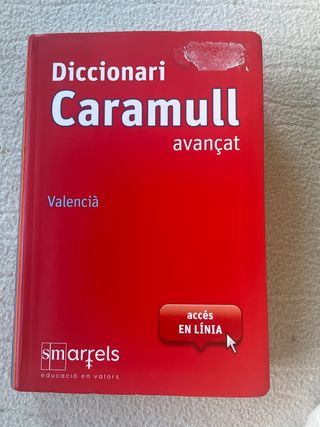 Diccionari
Caramull
avançat
Valencià
accés
EN LÍNIA
sm arrels
educació en valors